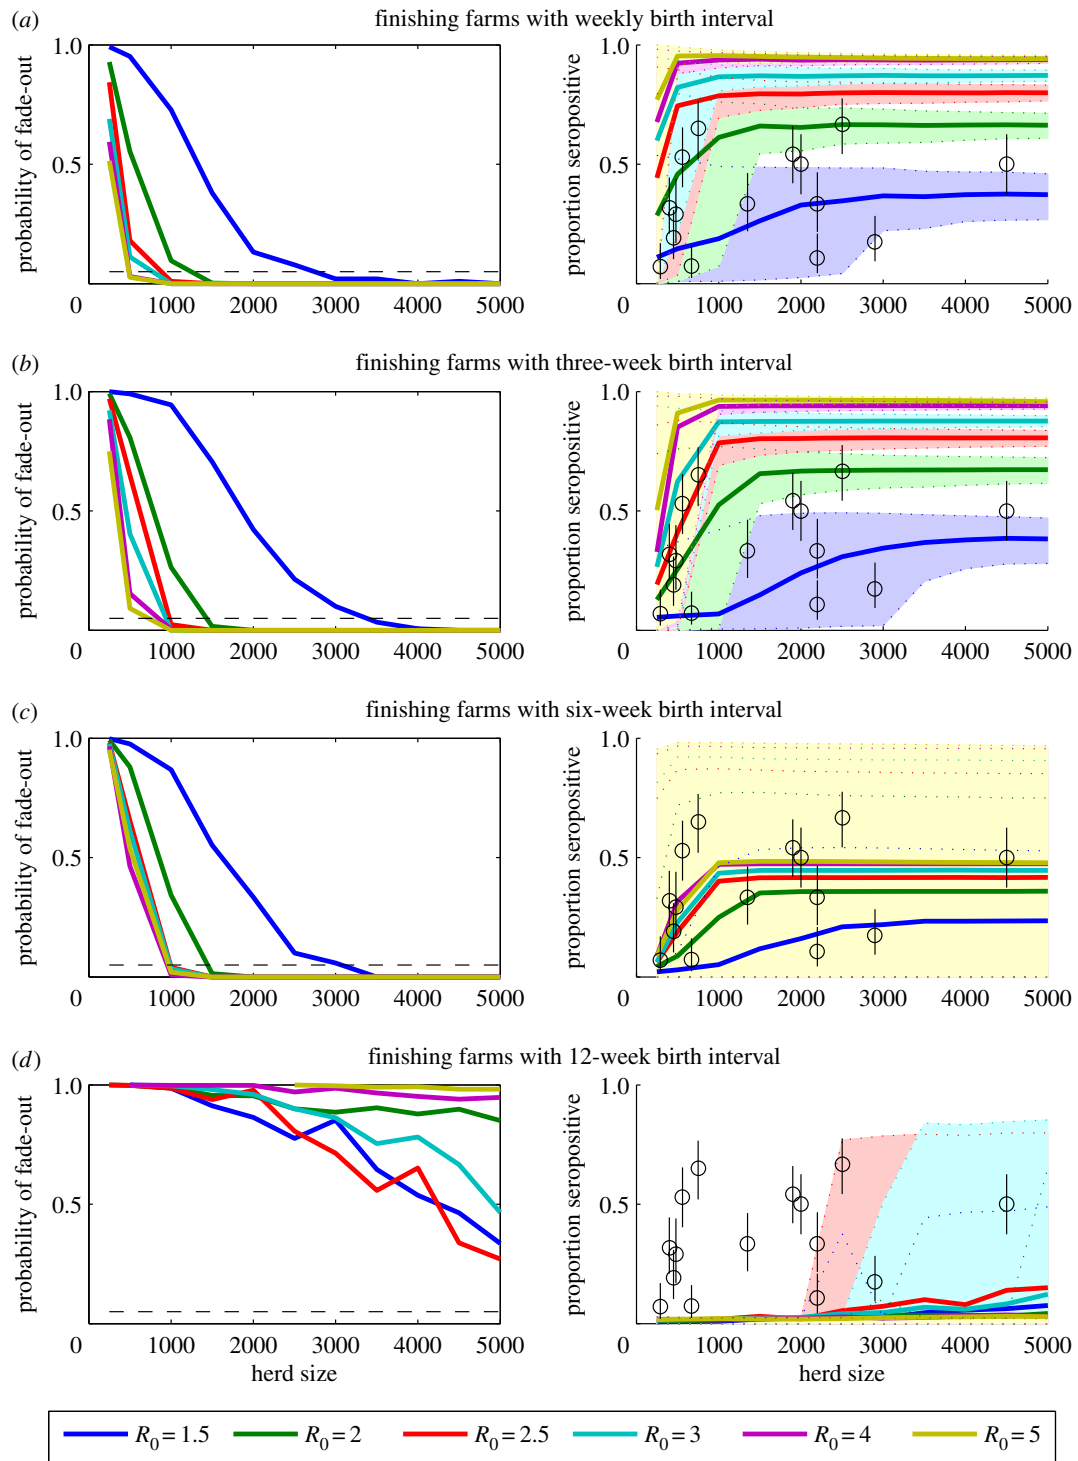 (a) finishing farms with weekly birth interval
probability of fade-out
1.0
0.5
0 1000 2000 3000 4000 5000
proportion seropositive
1.0
0.5
0 1000 2000 3000 4000 5000
(b) finishing farms with three-week birth interval
probability of fade-out
1.0
0.5
0 1000 2000 3000 4000 5000
proportion seropositive
1.0
0.5
0 1000 2000 3000 4000 5000
(c) finishing farms with six-week birth interval
probability of fade-out
1.0
0.5
0 1000 2000 3000 4000 5000
proportion seropositive
1.0
0.5
0 1000 2000 3000 4000 5000
(d) finishing farms with 12-week birth interval
probability of fade-out
1.0
0.5
0 1000 2000 3000 4000 5000
herd size
proportion seropositive
1.0
0.5
0 1000 2000 3000 4000 5000
herd size
R₀ = 1.5 R₀ = 2 R₀ = 2.5 R₀ = 3 R₀ = 4 R₀ = 5